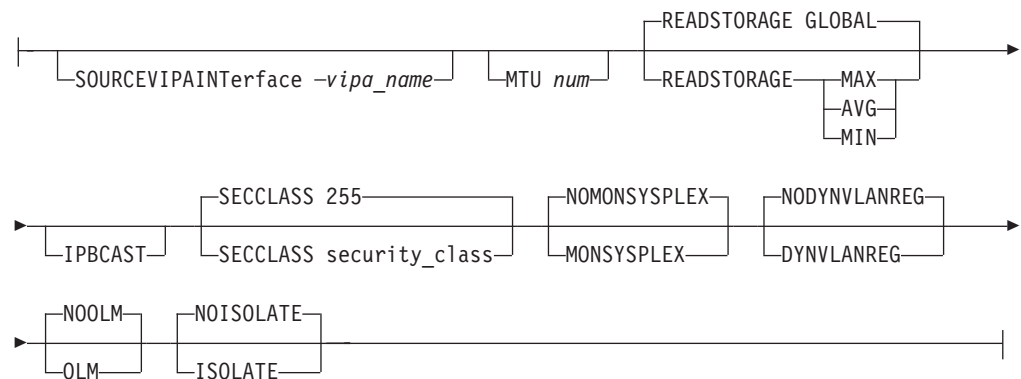 READSTORAGE GLOBAL
SOURCEVIPAINTerface vipa_name MTU num READSTORAGE MAX
AVG
MIN
SECCLASS 255 NOMONSYSPLEX NODYNVLANREG
IPBCAST SECCLASS security_class MONSYSPLEX DYNVLANREG
NOOLM NOISOLATE
OLM ISOLATE